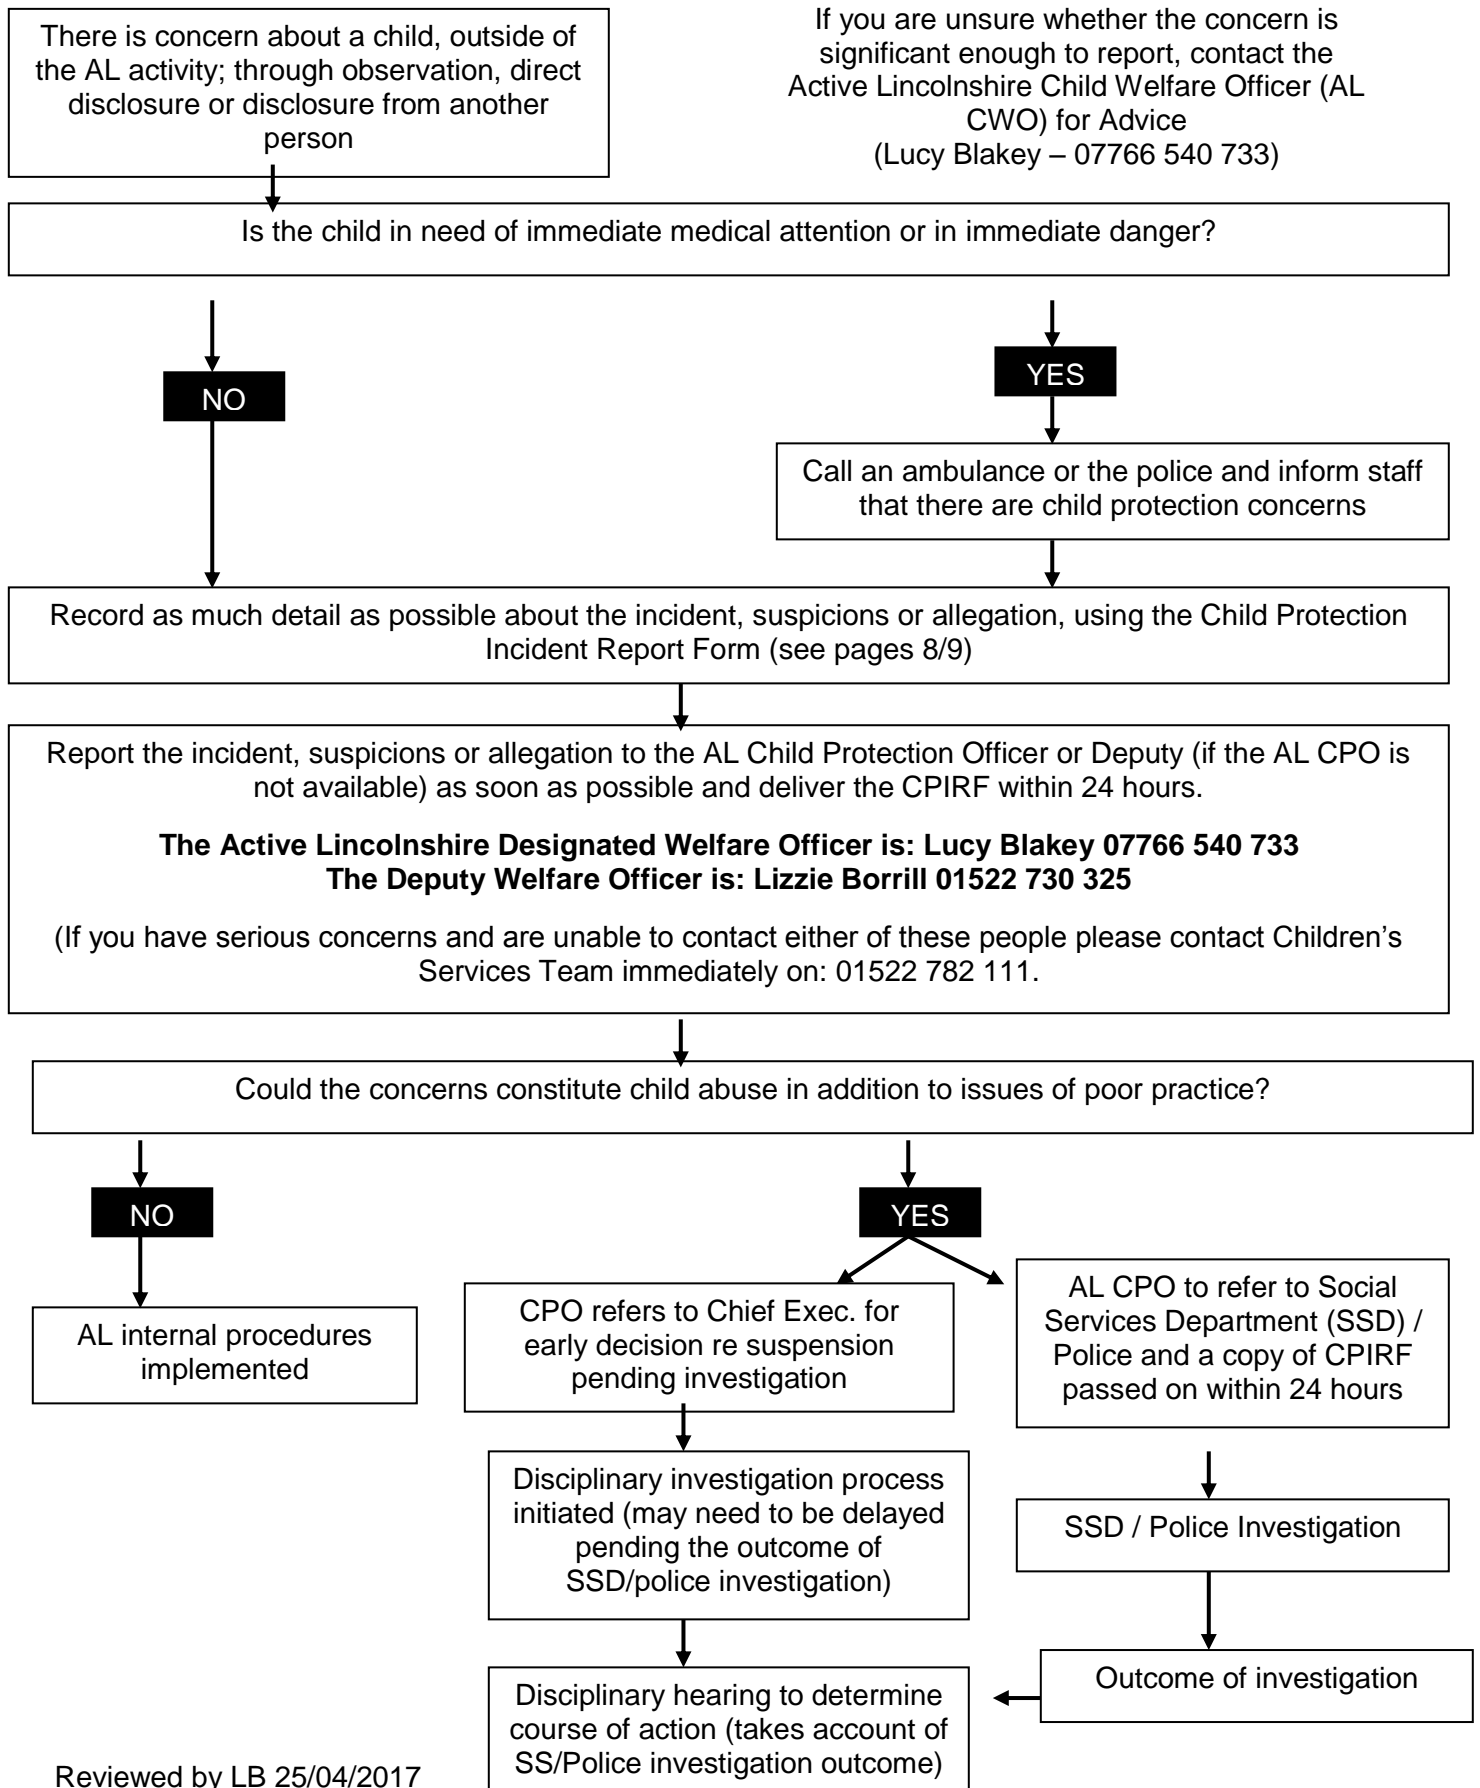 There is concern about a child, outside of
the AL activity; through observation, direct
disclosure or disclosure from another
person
If you are unsure whether the concern is
significant enough to report, contact the
Active Lincolnshire Child Welfare Officer (AL
CWO) for Advice
(Lucy Blakey – 07766 540 733)
Is the child in need of immediate medical attention or in immediate danger?
NO
YES
Call an ambulance or the police and inform staff
that there are child protection concerns
Record as much detail as possible about the incident, suspicions or allegation, using the Child Protection
Incident Report Form (see pages 8/9)
Report the incident, suspicions or allegation to the AL Child Protection Officer or Deputy (if the AL CPO is
not available) as soon as possible and deliver the CPIRF within 24 hours.
The Active Lincolnshire Designated Welfare Officer is: Lucy Blakey 07766 540 733
The Deputy Welfare Officer is: Lizzie Borrill 01522 730 325
(If you have serious concerns and are unable to contact either of these people please contact Children’s
Services Team immediately on: 01522 782 111.
Could the concerns constitute child abuse in addition to issues of poor practice?
NO
YES
AL internal procedures
implemented
CPO refers to Chief Exec. for
early decision re suspension
pending investigation
AL CPO to refer to Social
Services Department (SSD) /
Police and a copy of CPIRF
passed on within 24 hours
Disciplinary investigation process
initiated (may need to be delayed
pending the outcome of
SSD/police investigation)
SSD / Police Investigation
Outcome of investigation
Disciplinary hearing to determine
course of action (takes account of
SS/Police investigation outcome)
Reviewed by LB 25/04/2017